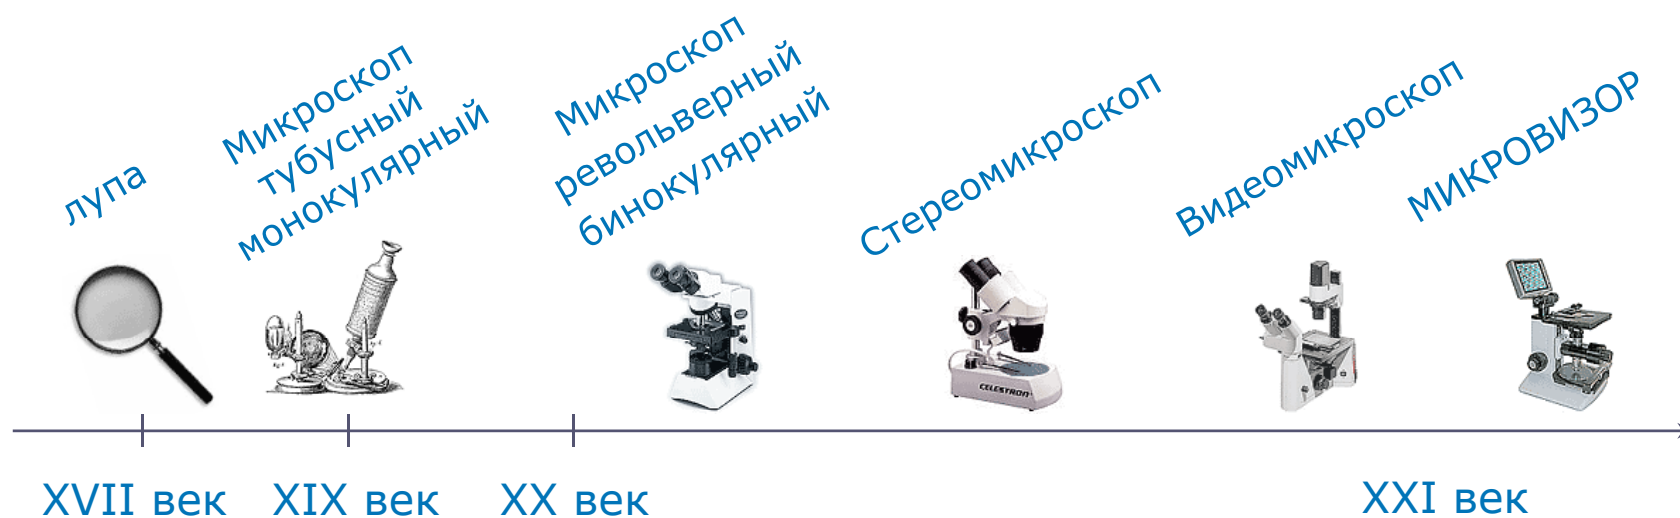 лупа
Микроскоп
тубусный
монокулярный
Микроскоп
револьверный
бинокулярный
Стереомикроскоп
Видеомикроскоп
МИКРОВИЗОР
CELESTRON
XVII век
XIX век
XX век
XXI век